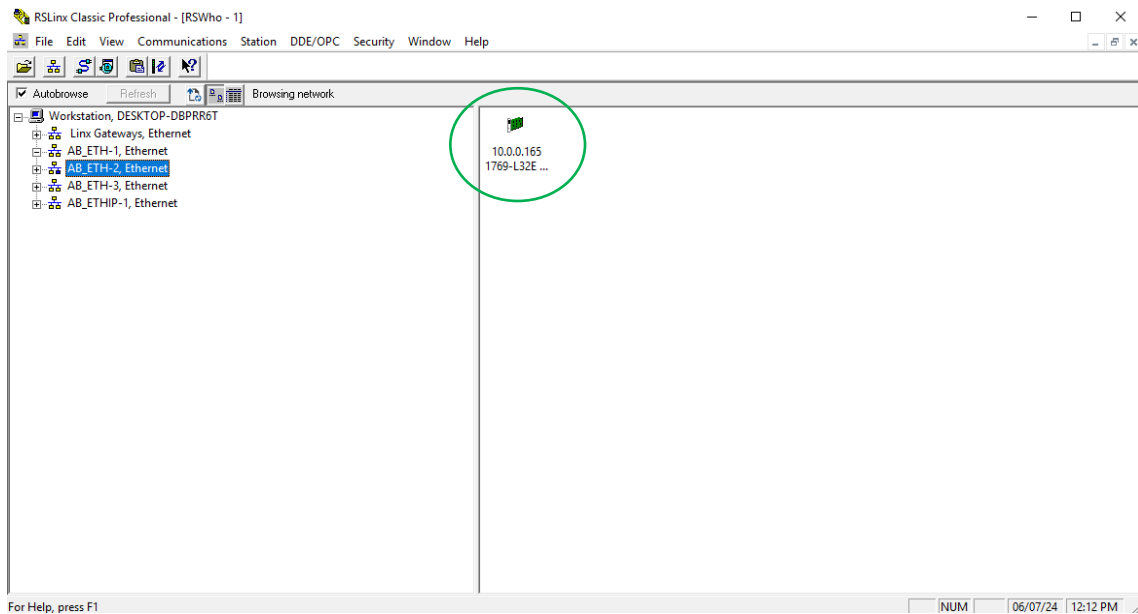 RSLinx Classic Professional - [RSWho - 1]
File Edit View Communications Station DDE/OPC Security Window Help
Autobrowse Refresh Browsing network
Workstation, DESKTOP-DBPRR6T
Linx Gateways, Ethernet
AB_ETH-1, Ethernet
AB_ETH-2, Ethernet
AB_ETH-3, Ethernet
AB_ETHIP-1, Ethernet
10.0.0.165
1769-L32E ...
For Help, press F1 NUM 06/07/24 12:12 PM